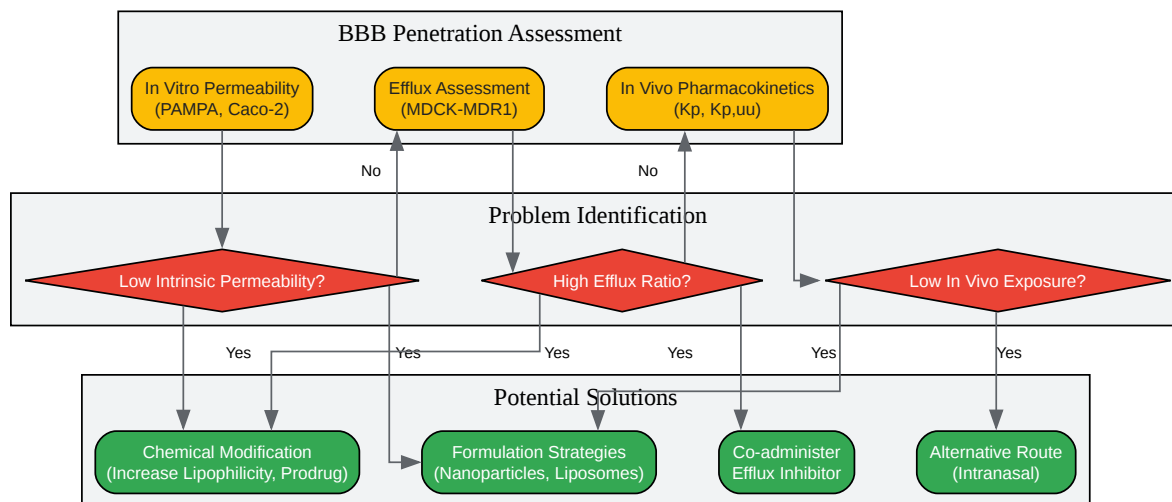 BBB Penetration Assessment
In Vitro Permeability
(PAMPA, Caco-2)
Efflux Assessment
(MDCK-MDR1)
In Vivo Pharmacokinetics
(Kp, Kp,uu)
No
No
Problem Identification
Low Intrinsic Permeability?
High Efflux Ratio?
Low In Vivo Exposure?
Yes
Yes
Yes
Yes
Yes
Yes
Potential Solutions
Chemical Modification
(Increase Lipophilicity, Prodrug)
Formulation Strategies
(Nanoparticles, Liposomes)
Co-administer
Efflux Inhibitor
Alternative Route
(Intranasal)